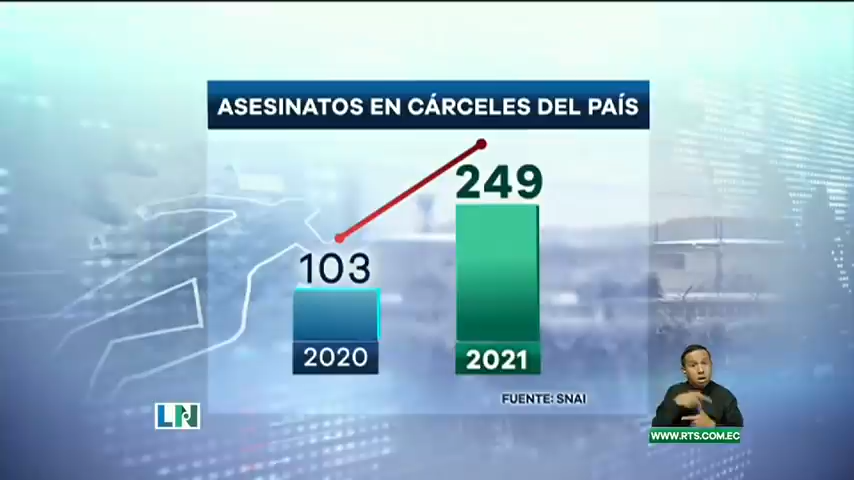 ASESINATOS EN CÁRCELES DEL PAÍS
249
103
2020
2021
FUENTE: SNAI
LN
WWW.RTS.COM.EC